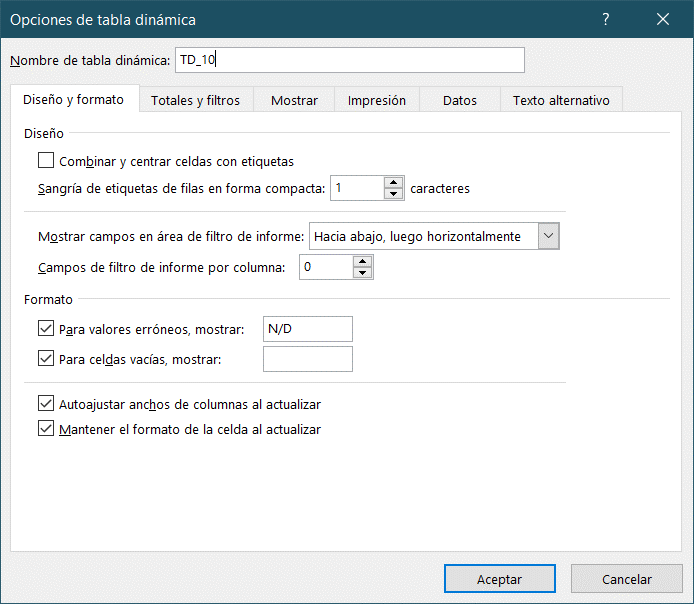 Opciones de tabla dinámica
?
Nombre de tabla dinámica: TD_10
Diseño y formato Totales y filtros Mostrar Impresión Datos Texto alternativo
Diseño
Combinar y centrar celdas con etiquetas
Sangría de etiquetas de filas en forma compacta: 1 caracteres
Mostrar campos en área de filtro de informe: Hacia abajo, luego horizontalmente
Campos de filtro de informe por columna: 0
Formato
Para valores erróneos, mostrar: N/D
Para celdas vacías, mostrar:
Autoajustar anchos de columnas al actualizar
Mantener el formato de la celda al actualizar
Aceptar Cancelar